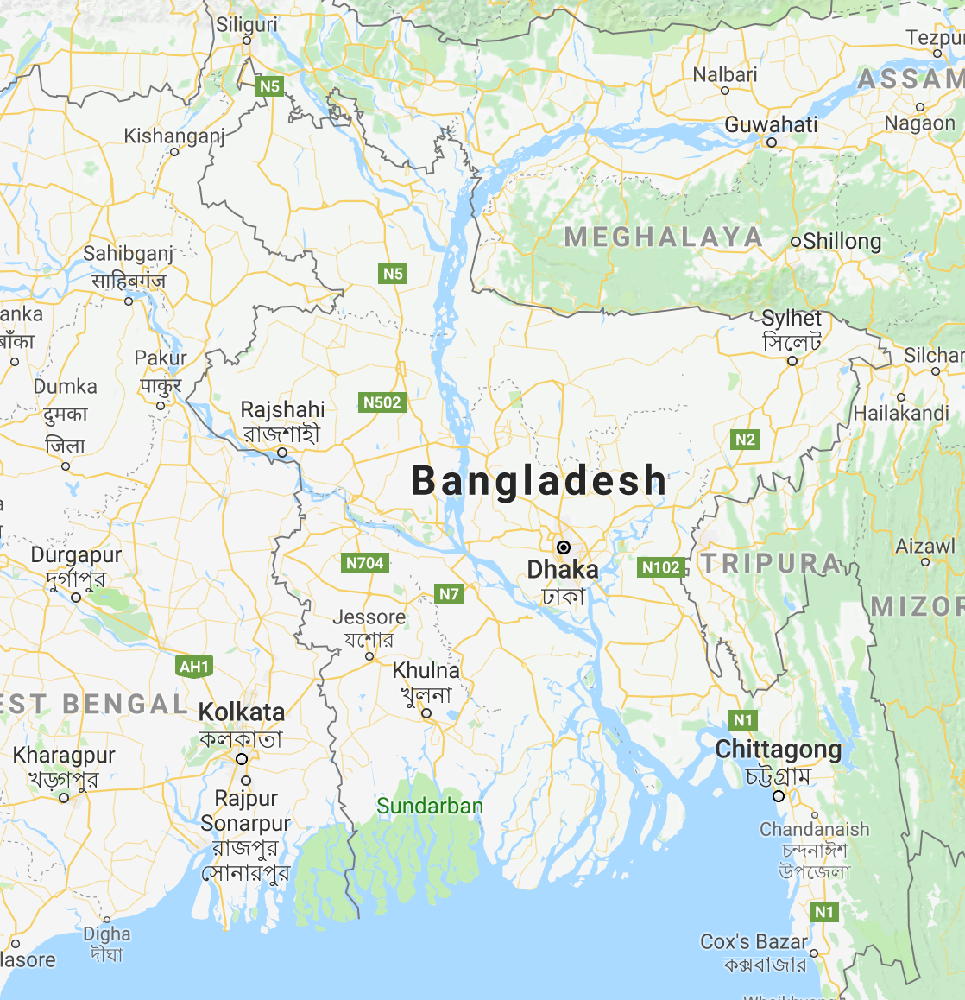 Siliguri
Tezpur
N5
Nalbari
ASSAM
Nagaon
Guwahati
Kishanganj
MEGHALAYA
Shillong
Sahibganj
साहिबगंज
N5
anka
बाँका
Sylhet
সিলেট
Pakur
पाकुर
Silchar
Dumka
दुमका
जिला
Rajshahi
রাজশাহী
N502
Hailakandi
N2
Bangladesh
Durgapur
দুর্গাপুর
N704
Dhaka
ঢাকা
N102
TRIPURA
Aizawl
N7
MIZOR
Jessore
যশোর
AH1
Khulna
খুলনা
EST BENGAL
Kolkata
কলকাতা
N1
Chittagong
চট্টগ্রাম
Kharagpur
খড়গপুর
Rajpur
Sonarpur
রাজপুর
সোনারপুর
Sundarban
Chandanaish
চন্দনাঈশ
উপজেলা
N1
Digha
দীঘা
Cox's Bazar
কক্সবাজার
lasore